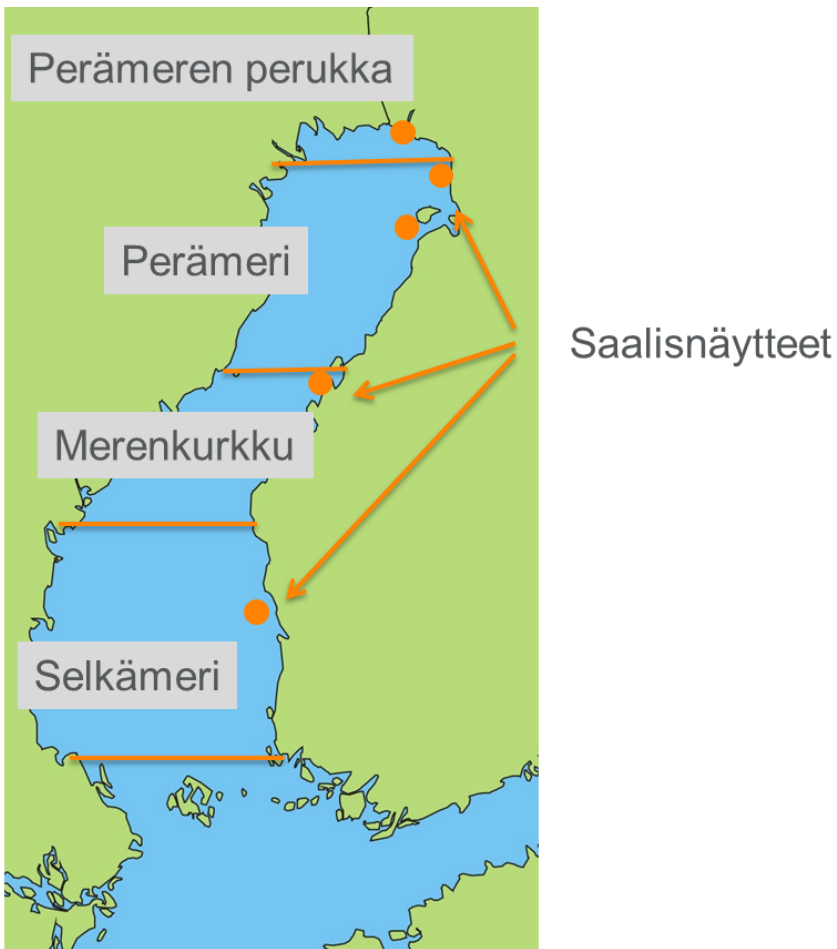 Perämeren perukka
Perämeri
Saalisnäytteet
Merenkurkku
Selkämeri